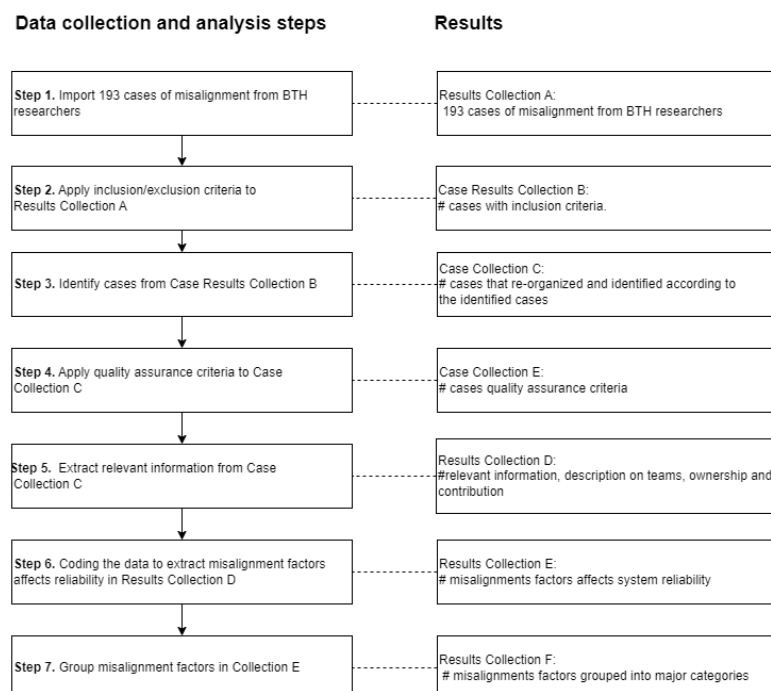 Data collection and analysis steps
Results
Step 1. Import 193 cases of misalignment from BTH
researchers
Results Collection A:
193 cases of misalignment from BTH researchers
Step 2. Apply inclusion/exclusion criteria to
Results Collection A
Case Results Collection B:
# cases with inclusion criteria.
Step 3. Identify cases from Case Results Collection B
Case Collection C:
# cases that re-organized and identified according to
the identified cases
Step 4. Apply quality assurance criteria to Case
Collection C
Case Collection E:
# cases quality assurance criteria
Step 5. Extract relevant information from Case
Collection C
Results Collection D:
#relevant information, description on teams, ownership and
contribution
Step 6. Coding the data to extract misalignment factors
affects reliability in Results Collection D
Results Collection E:
# misalignments factors affects system reliability
Step 7. Group misalignment factors in Collection E
Results Collection F:
# misalignments factors grouped into major categories